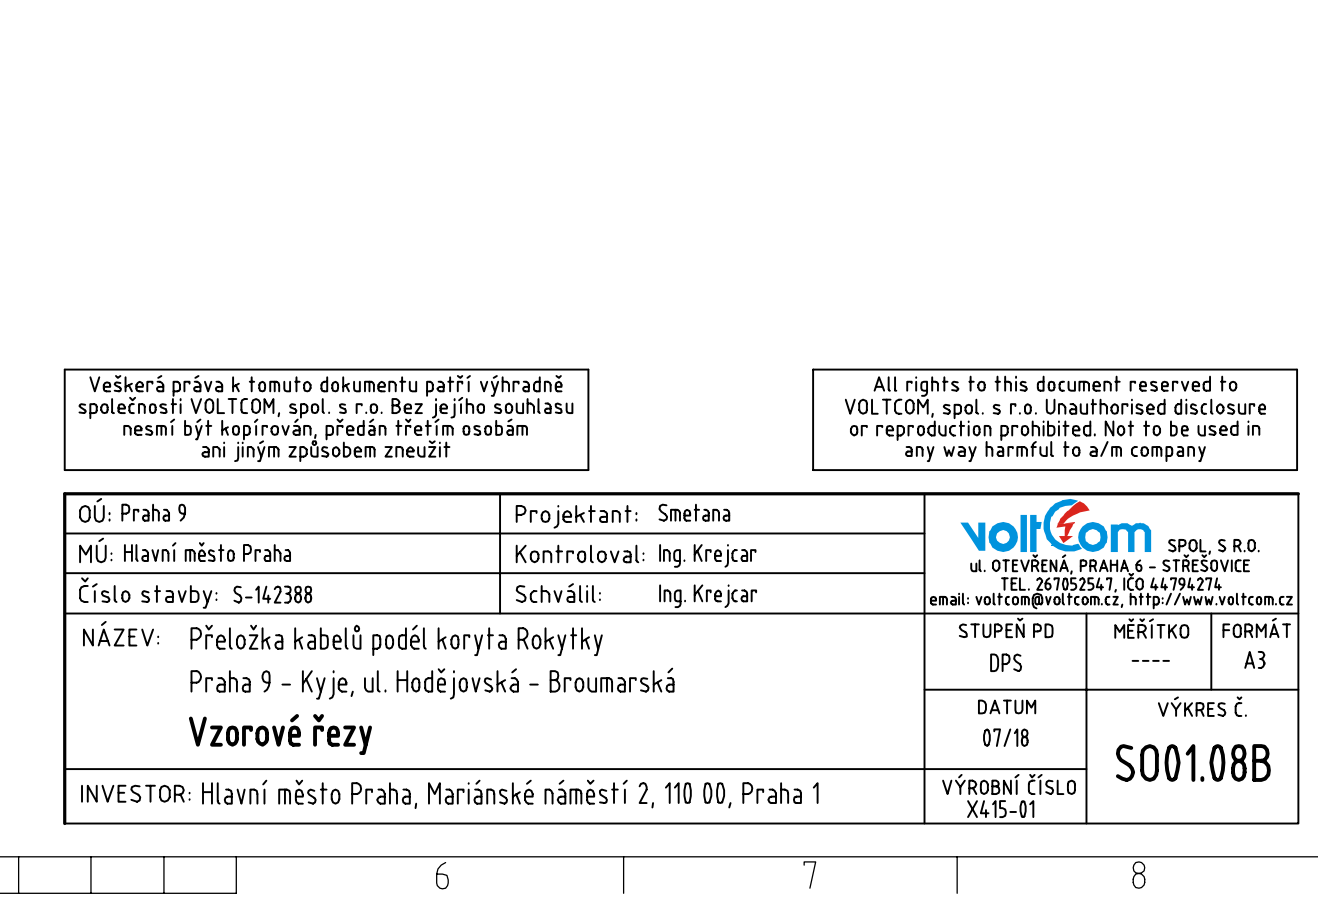 Veškerá práva k tomuto dokumentu patří výhradně
společnosti VOLTCOM, spol. s r.o. Bez jejího souhlasu
nesmí být kopírován, předán třetím osobám
ani jiným způsobem zneužit
All rights to this document reserved to
VOLTCOM, spol. s r.o. Unauthorised disclosure
or reproduction prohibited. Not to be used in
any way harmful to a/m company
OÚ: Praha 9
Projektant: Smetana
MÚ: Hlavní město Praha
Kontroloval: Ing. Krejcar
Číslo stavby: S-142388
Schválil: Ing. Krejcar
voltCom SPOL, S R.O.
ul. OTEVŘENÁ, PRAHA 6 - STŘEŠOVICE
TEL. 267052547, IČO 44794274
email: voltcom@voltcom.cz, http://www.voltcom.cz
NÁZEV: Přeložka kabelů podél koryta Rokytky
Praha 9 - Kyje, ul. Hodějovská - Broumarská
Vzorové řezy
STUPEŇ PD
DPS
MĚŘÍTKO
----
FORMÁT
A3
DATUM
07/18
VÝKRES Č.
SO01.08B
INVESTOR: Hlavní město Praha, Mariánské náměstí 2, 110 00, Praha 1
VÝROBNÍ ČÍSLO
X415-01
6
7
8